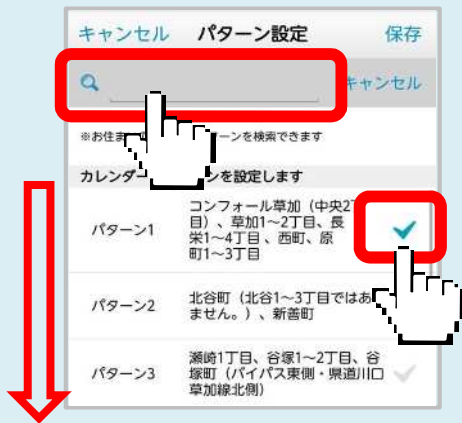 キャンセル パターン設定 保存
キャンセル
※お住ま ーンを検索できます
カレンダー ンを設定します
コンフォール草加（中央2丁
目）、草加1～2丁目、長
パターン1
栄1～4丁目、西町、原
町1～3丁目
パターン2
北谷町（北谷1～3丁目ではあ
ません。）、新善町
瀬崎1丁目、谷塚1～2丁目、谷
パターン3
塚町（バイパス東側・県道川口
草加線北側）